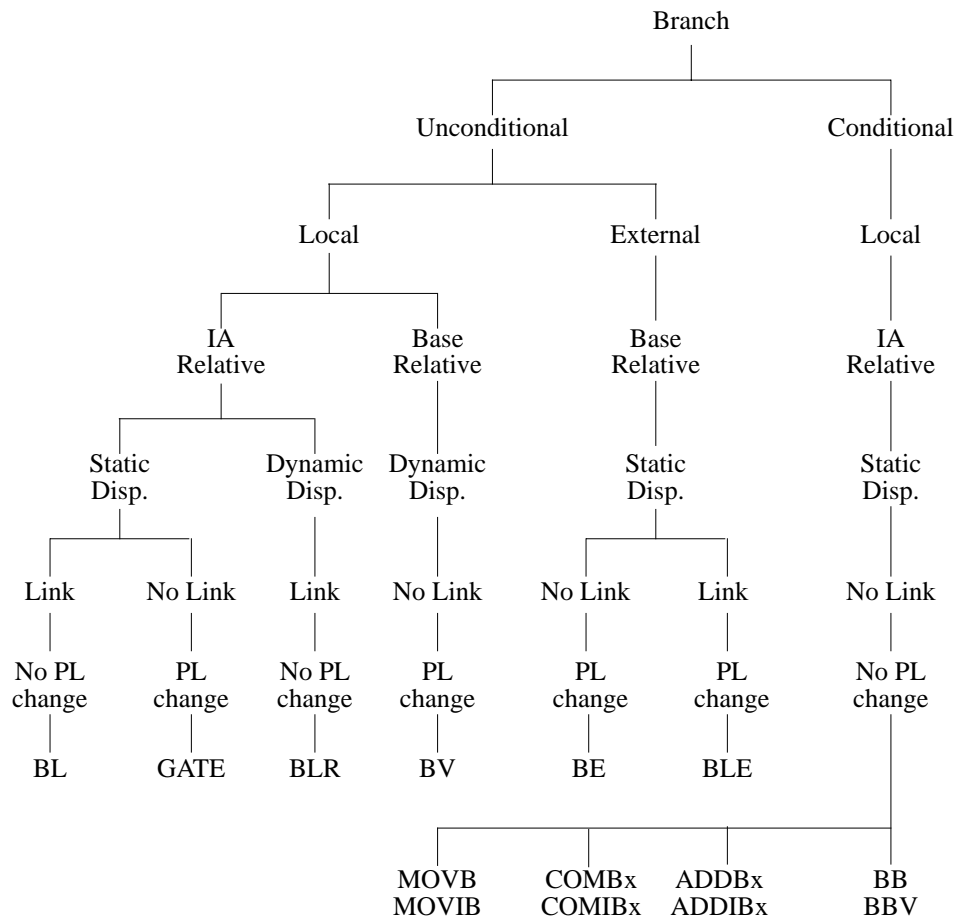 Branch
Unconditional Conditional
Local External Local
IA Base Base IA
Relative Relative Relative Relative
Static Dynamic Dynamic Static Static
Disp. Disp. Disp. Disp. Disp.
Link No Link Link No Link No Link Link No Link
No PL PL No PL PL PL PL No PL
change change change change change change change
BL GATE BLR BV BE BLE
MOVB COMBx ADDBx BB
MOVIB COMIBx ADDIBx BBV